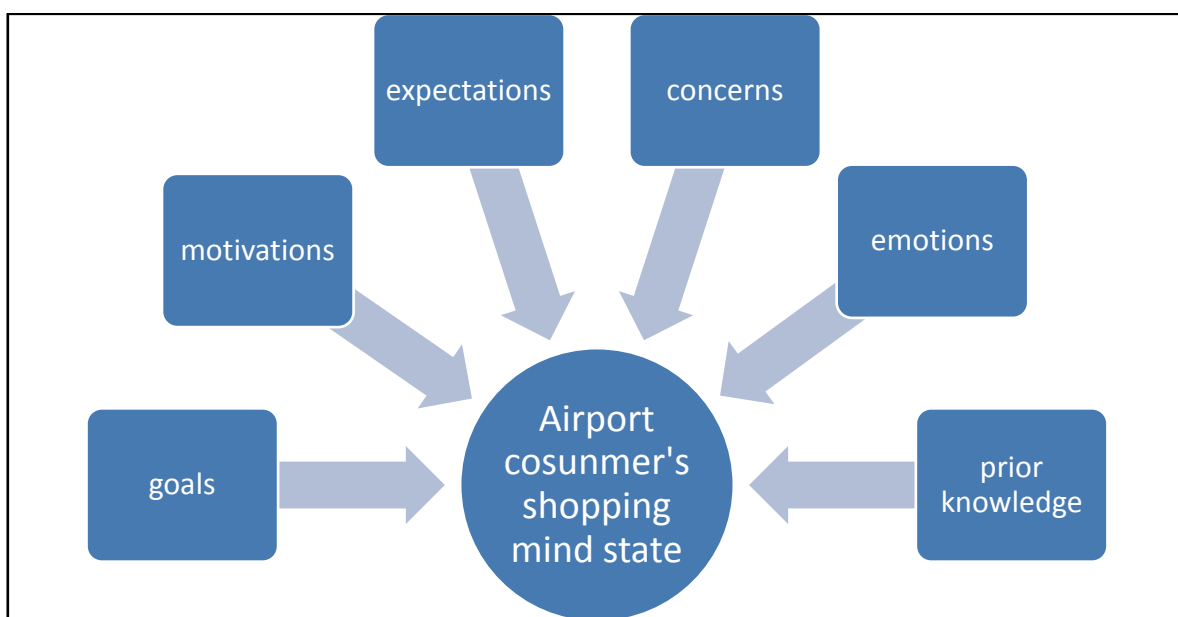 expectations
concerns
motivations
emotions
goals
Airport
cosunmer's
shopping
mind state
prior
knowledge